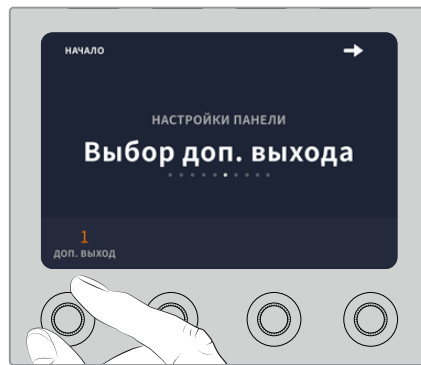 НАЧАЛО
НАСТРОЙКИ ПАНЕЛИ
Выбор доп. выхода
1
ДОП. ВЫХОД